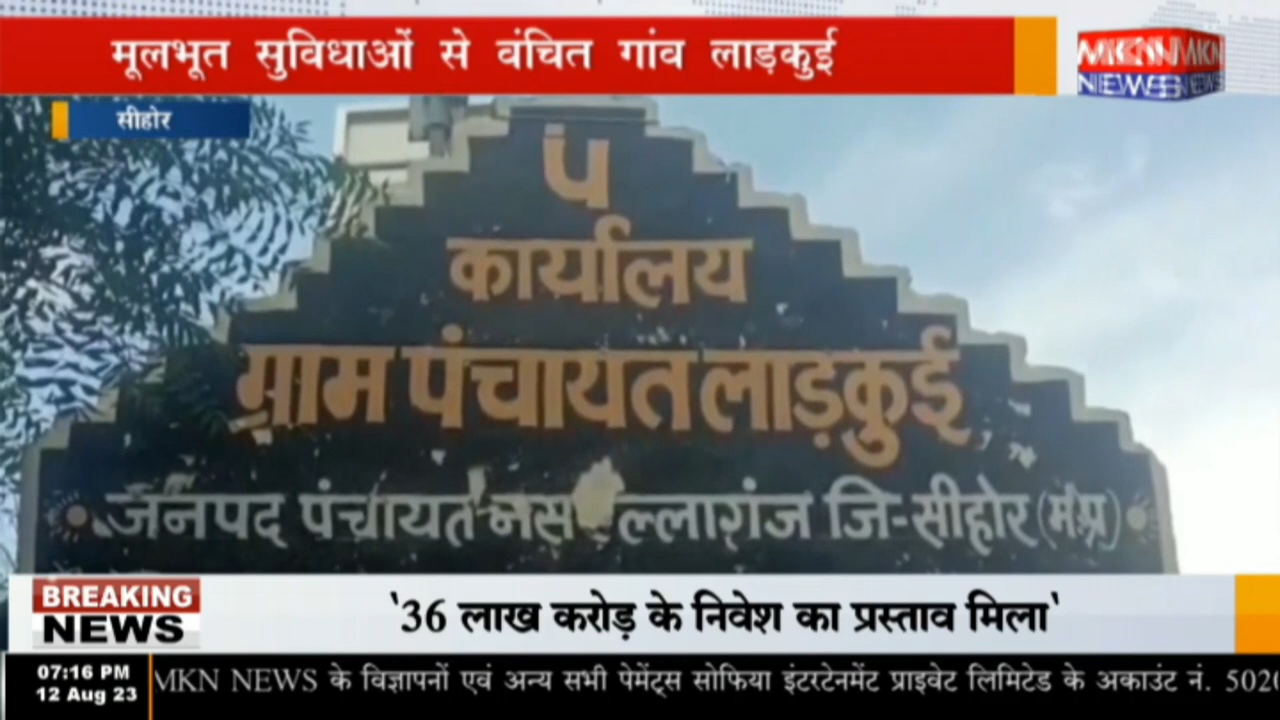 मूलभूत सुविधाओं से वंचित गांव लाड़कुई
MKN
NEWS
सीहोर
कार्यालय
ग्राम पंचायत लाड़कुई
जनपद पंचायत जि-सीहोर (म.प्र)
BREAKING
NEWS
'36 लाख करोड़ के निवेश का प्रस्ताव मिला'
07:16 PM
12 Aug 23
MKN NEWS के विज्ञापनों एवं अन्य सभी पेमेंट्स सोफिया इंटरटेनमेंट प्राइवेट लिमिटेड के अकाउंट नं. 502